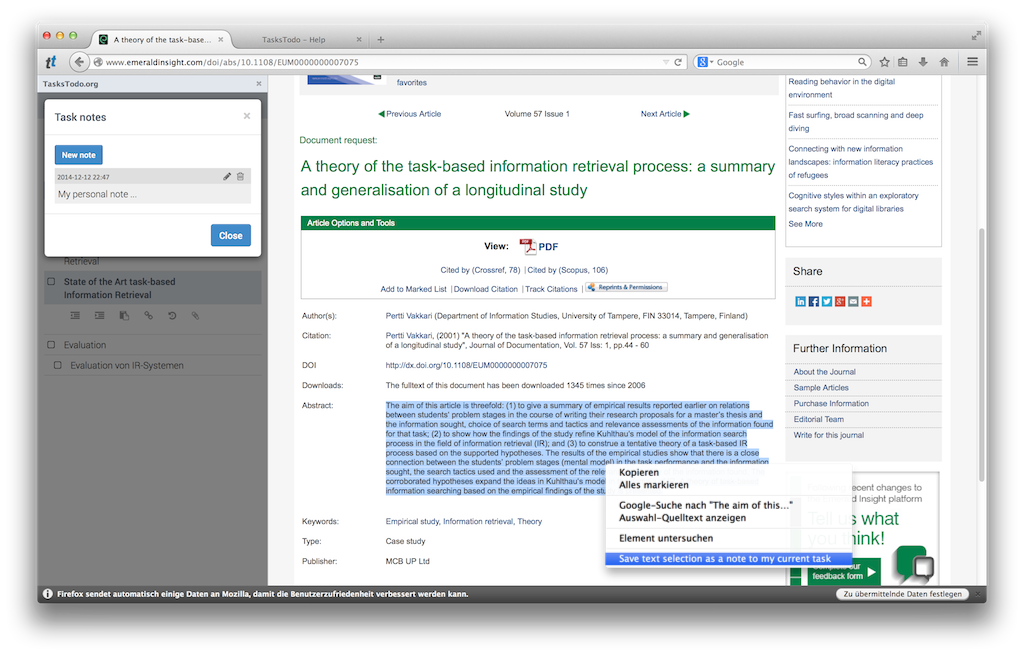 A theory of the task-base...
TasksTodo - Help
www.emeraldinsight.com/doi/abs/10.1108/EUM0000000007075
Google
TasksTodo.org
Task notes
New note
2014-12-12 22:47
My personal note ...
Close
Retrieval
State of the Art task-based
Information Retrieval
Evaluation
Evaluation von IR-Systemen
favorites
Previous Article
Volume 57 Issue 1
Next Article
Document request:
A theory of the task-based information retrieval process: a summary
and generalisation of a longitudinal study
Article Options and Tools
View: PDF
Cited by (Crossref, 78) | Cited by (Scopus, 106)
Add to Marked List | Download Citation | Track Citations | Reprints & Permissions
Author(s): Pertti Vakkari (Department of Information Studies, University of Tampere, FIN 33014, Tampere, Finland)
Citation: Pertti Vakkari, (2001) "A theory of the task-based information retrieval process: a summary and generalisation
of a longitudinal study", Journal of Documentation, Vol. 57 Iss: 1, pp.44 - 60
DOI http://dx.doi.org/10.1108/EUM0000000007075
Downloads: The fulltext of this document has been downloaded 1345 times since 2006
Abstract: The aim of this article is threefold: (1) to give a summary of empirical results reported earlier on relations
between students' problem stages in the course of writing their research proposals for a master's thesis and
the information sought, choice of search terms and tactics and relevance assessments of the information found
for that task; (2) to show how the findings of the study refine Kuhlthau's model of the information search
process in the field of information retrieval (IR); and (3) to construe a tentative theory of a task-based IR
process based on the supported hypotheses. The results of the empirical studies show that there is a close
connection between the students' problem stages (mental model) in the task performance and the information
sought, the search tactics used and the assessment of the rele
corroborated hypotheses expand the ideas in Kuhlthau's model
information searching based on the empirical findings of the stu
Keywords: Empirical study, Information retrieval, Theory
Type: Case study
Publisher: MCB UP Ltd
Kopieren
Alles markieren
Google-Suche nach "The aim of this..."
Auswahl-Quelltext anzeigen
Element untersuchen
Save text selection as a note to my current task
Reading behavior in the digital
environment
Fast surfing, broad scanning and deep
diving
Connecting with new information
landscapes: information literacy practices
of refugees
Cognitive styles within an exploratory
search system for digital libraries
See More
Share
Further Information
About the Journal
Sample Articles
Purchase Information
Editorial Team
Write for this journal
recent changes to
Insight platform
Tell us what
you think!
our
feedback form
Firefox sendet automatisch einige Daten an Mozilla, damit die Benutzerzufriedenheit verbessert werden kann.
Zu übermittelnde Daten festlegen